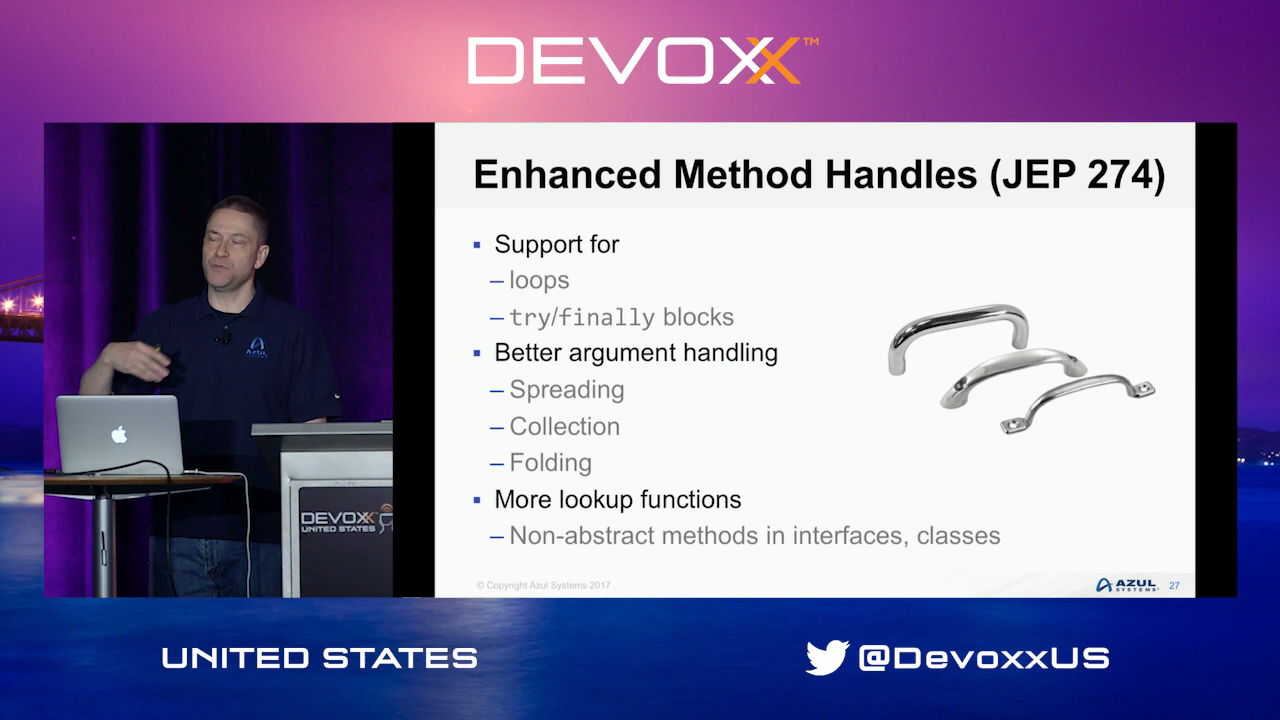 DEVOXX™
Enhanced Method Handles (JEP 274)
▪ Support for
– loops
– try/finally blocks
▪ Better argument handling
– Spreading
– Collection
– Folding
▪ More lookup functions
– Non-abstract methods in interfaces, classes
© Copyright Azul Systems 2017
AZUL
SYSTEMS
27
AZUL
SYSTEMS
DEVOXX
UNITED STATES
UNITED STATES
@DevoxxUS